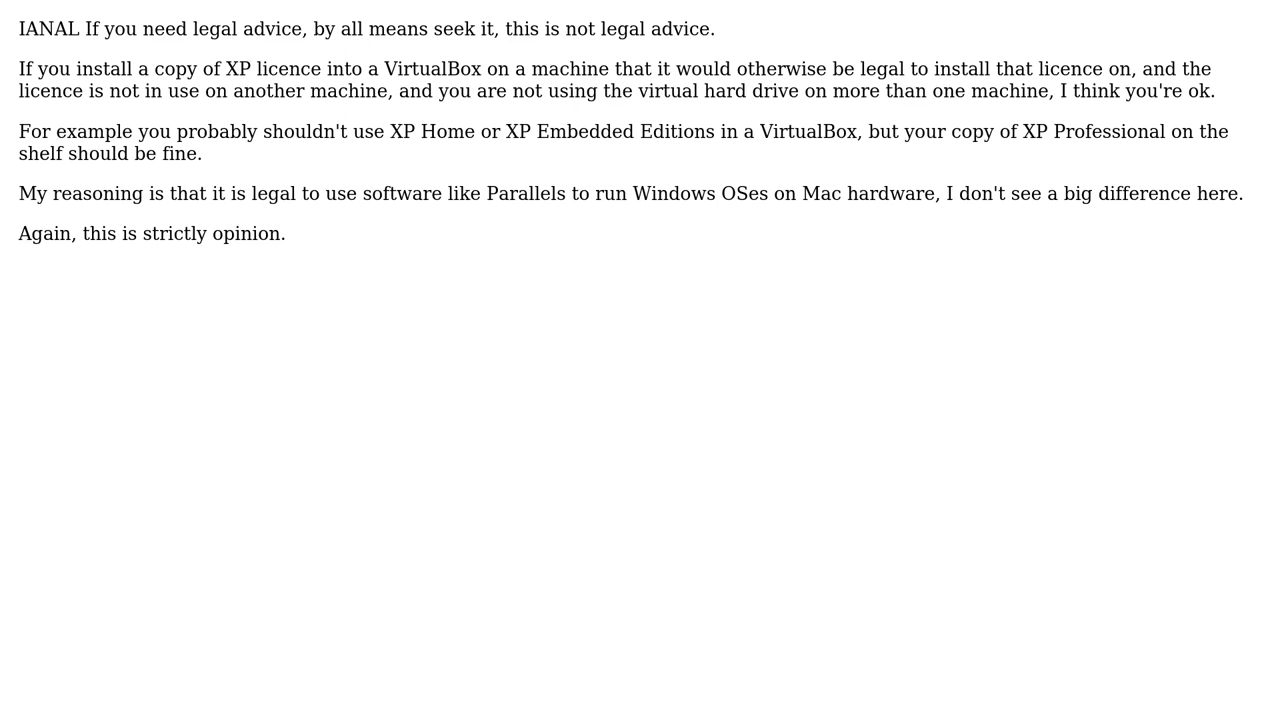 IANAL If you need legal advice, by all means seek it, this is not legal advice.
If you install a copy of XP licence into a VirtualBox on a machine that it would otherwise be legal to install that licence on, and the
licence is not in use on another machine, and you are not using the virtual hard drive on more than one machine, I think you're ok.
For example you probably shouldn't use XP Home or XP Embedded Editions in a VirtualBox, but your copy of XP Professional on the
shelf should be fine.
My reasoning is that it is legal to use software like Parallels to run Windows OSes on Mac hardware, I don't see a big difference here.
Again, this is strictly opinion.